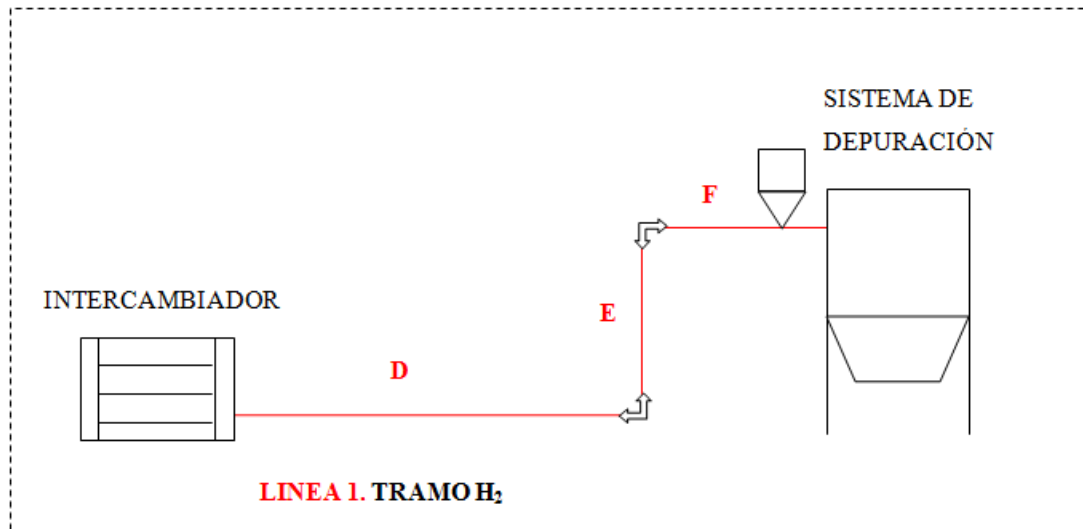 SISTEMA DE
DEPURACIÓN
F
INTERCAMBIADOR
E
D
LINEA 1. TRAMO H₂